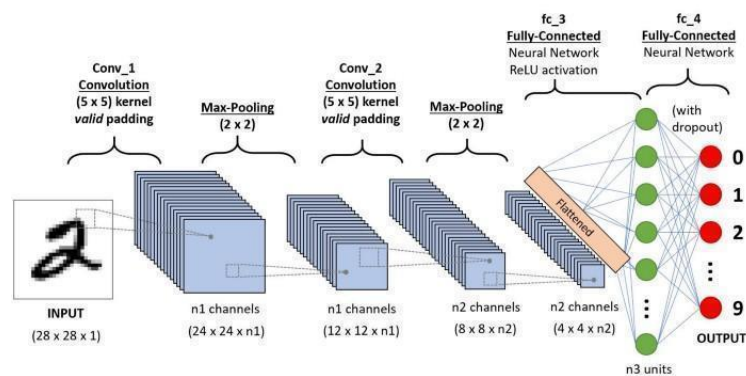 fc_3
Fully-Connected
Neural Network
ReLU activation
fc_4
Fully-Connected
Neural Network
Conv_1
Convolution
(5 x 5) kernel
valid padding
Max-Pooling
(2 x 2)
Conv_2
Convolution
(5 x 5) kernel
valid padding
Max-Pooling
(2 x 2)
(with
dropout)
0
1
2
9
Flattened
2
INPUT
(28 x 28 x 1)
n1 channels
(24 x 24 x n1)
n1 channels
(12 x 12 x n1)
n2 channels
(8 x 8 x n2)
n2 channels
(4 x 4 x n2)
OUTPUT
n3 units